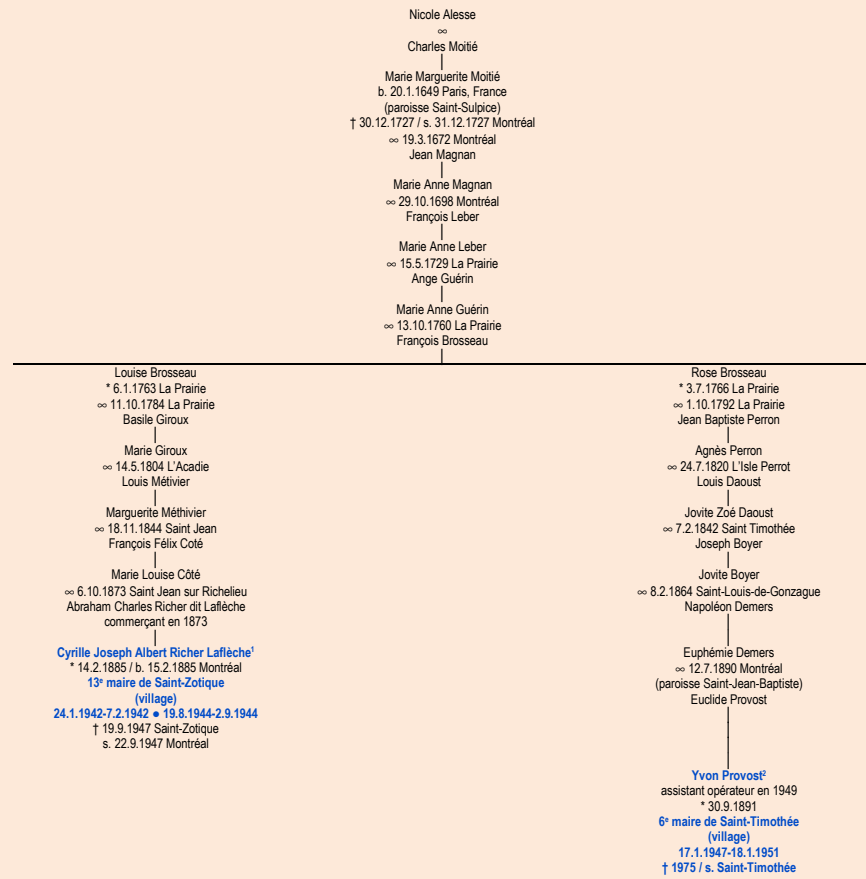 Nicole Alesse
∞
Charles Moitié
Marie Marguerite Moitié
b. 20.1.1649 Paris, France
(paroisse Saint-Sulpice)
† 30.12.1727 / s. 31.12.1727 Montréal
∞ 19.3.1672 Montréal
Jean Magnan
Marie Anne Magnan
∞ 29.10.1698 Montréal
François Leber
Marie Anne Leber
∞ 15.5.1729 La Prairie
Ange Guérin
Marie Anne Guérin
∞ 13.10.1760 La Prairie
François Brosseau
Louise Brosseau
* 6.1.1763 La Prairie
∞ 11.10.1784 La Prairie
Basile Giroux
Marie Giroux
∞ 14.5.1804 L'Acadie
Louis Métivier
Marguerite Méthivier
∞ 18.11.1844 Saint Jean
François Félix Coté
Marie Louise Côté
∞ 6.10.1873 Saint Jean sur Richelieu
Abraham Charles Richer dit Laflèche
commerçant en 1873
Cyrille Joseph Albert Richer Laflèche¹
* 14.2.1885 / b. 15.2.1885 Montréal
13ᵉ maire de Saint-Zotique
(village)
24.1.1942-7.2.1942 ● 19.8.1944-2.9.1944
† 19.9.1947 Saint-Zotique
s. 22.9.1947 Montréal
Rose Brosseau
* 3.7.1766 La Prairie
∞ 1.10.1792 La Prairie
Jean Baptiste Perron
Agnès Perron
∞ 24.7.1820 L'Isle Perrot
Louis Daoust
Jovite Zoé Daoust
∞ 7.2.1842 Saint Timothée
Joseph Boyer
Jovite Boyer
∞ 8.2.1864 Saint-Louis-de-Gonzague
Napoléon Demers
Euphémie Demers
∞ 12.7.1890 Montréal
(paroisse Saint-Jean-Baptiste)
Euclide Provost
Yvon Provost²
assistant opérateur en 1949
* 30.9.1891
6ᵉ maire de Saint-Timothée
(village)
17.1.1947-18.1.1951
† 1975 / s. Saint-Timothée